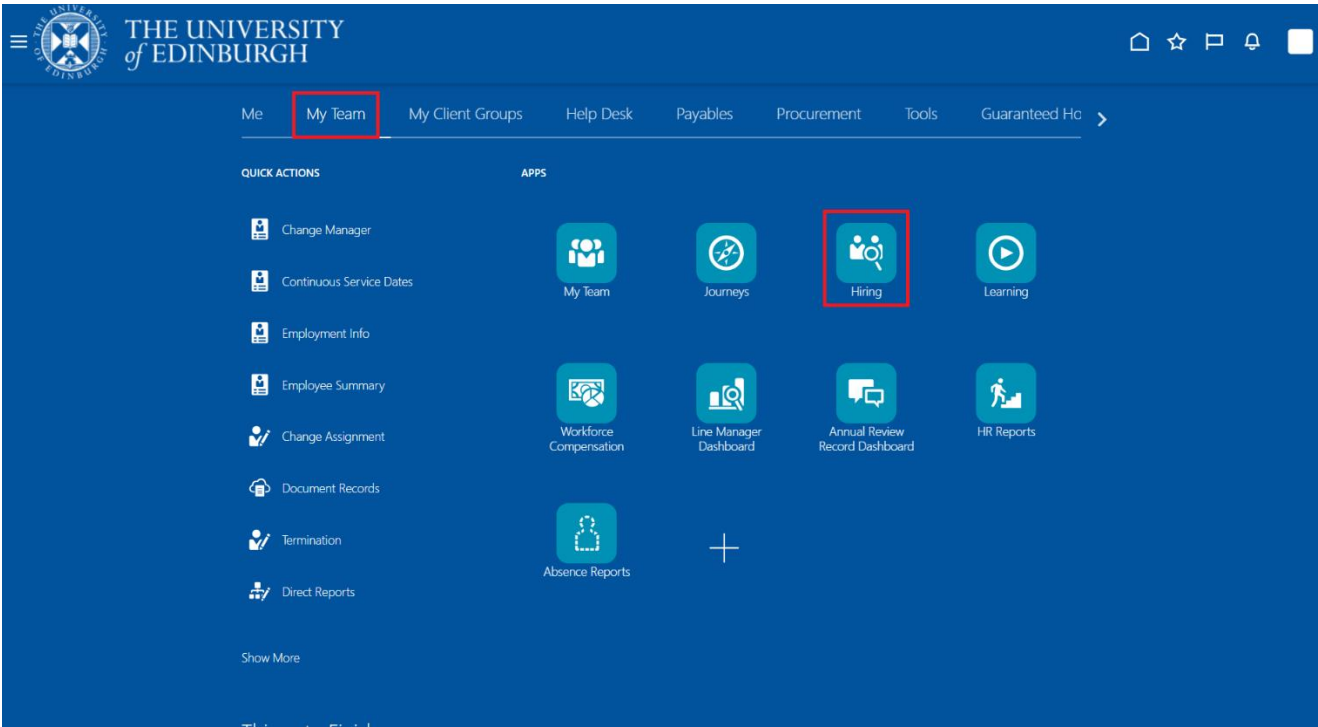 THE UNIVERSITY
of EDINBURGH
Me
My Team
My Client Groups
Help Desk
Payables
Procurement
Tools
Guaranteed Ho
QUICK ACTIONS
APPS
Change Manager
Continuous Service Dates
Employment Info
Employee Summary
Change Assignment
Document Records
Termination
Direct Reports
Show More
My Team
Journeys
Hiring
Learning
Workforce
Compensation
Line Manager
Dashboard
Annual Review
Record Dashboard
HR Reports
Absence Reports